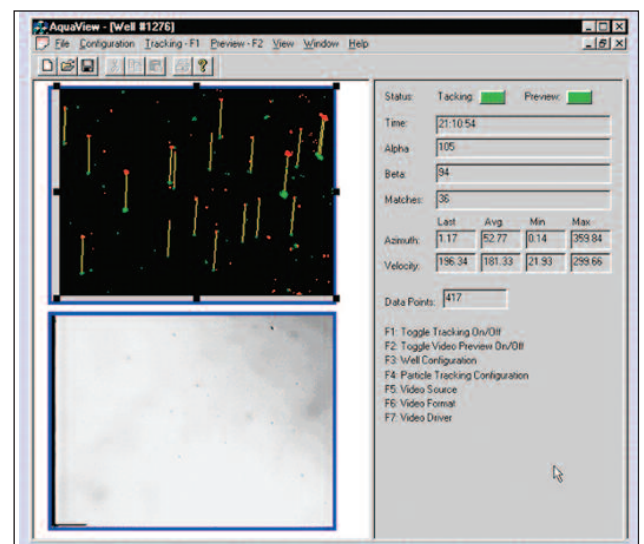 AquaView - [Well #1276]
File Configuration Tracking - F1 Preview - F2 View Window Help
Status: Tacking: Preview:
Time: 21:10:54
Alpha 105
Beta: 94
Matches: 36
Last Avg Min Max
Azimuth: 1.17 52.77 0.14 359.84
Velocity: 196.34 181.33 21.93 299.66
Data Points: 417
F1: Toggle Tracking On/Off
F2: Toggle Video Preview On/Off
F3: Well Configuration
F4: Particle Tracking Configuration
F5: Video Source
F6: Video Format
F7: Video Driver